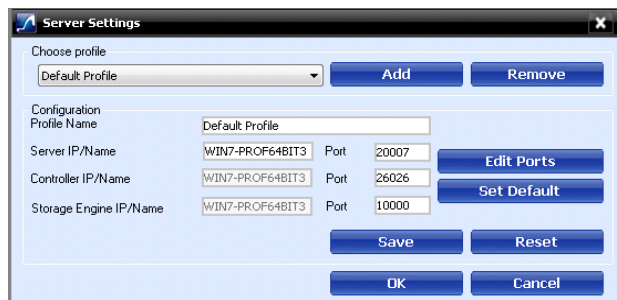 Server Settings
Choose profile
Default Profile
Add
Remove
Configuration
Profile Name
Default Profile
Server IP/Name
WIN7-PROF64BIT3
Port
20007
Edit Ports
Controller IP/Name
WIN7-PROF64BIT3
Port
26026
Set Default
Storage Engine IP/Name
WIN7-PROF64BIT3
Port
10000
Save
Reset
OK
Cancel